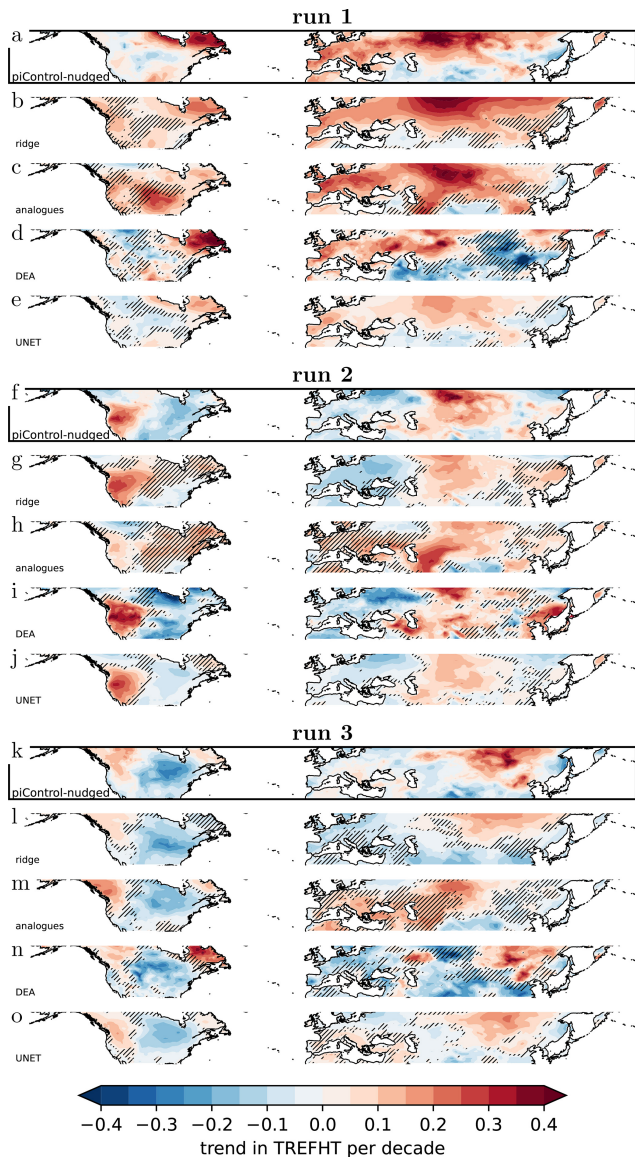 run 1
a
piControl-nudged
b
ridge
c
analogues
d
DEA
e
UNET
run 2
f
piControl-nudged
g
ridge
h
analogues
i
DEA
j
UNET
run 3
k
piControl-nudged
l
ridge
m
analogues
n
DEA
o
UNET
−0.4 −0.3 −0.2 −0.1 0.0 0.1 0.2 0.3 0.4
trend in TREFHT per decade